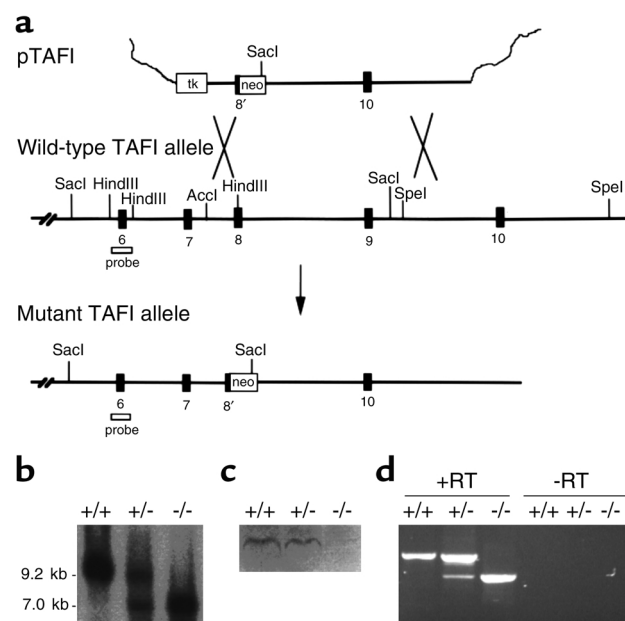 a
pTAFI
SacI
tk
neo
8′
10
Wild-type TAFI allele
SacI
HindIII
HindIII
AccI
HindIII
SacI
SpeI
SpeI
6
7
8
9
10
probe
Mutant TAFI allele
SacI
SacI
neo
6
7
8′
10
probe
b
+/+ +/- -/-
9.2 kb -
7.0 kb -
c
+/+ +/- -/-
d
+RT -RT
+/+ +/- -/- +/+ +/- -/-